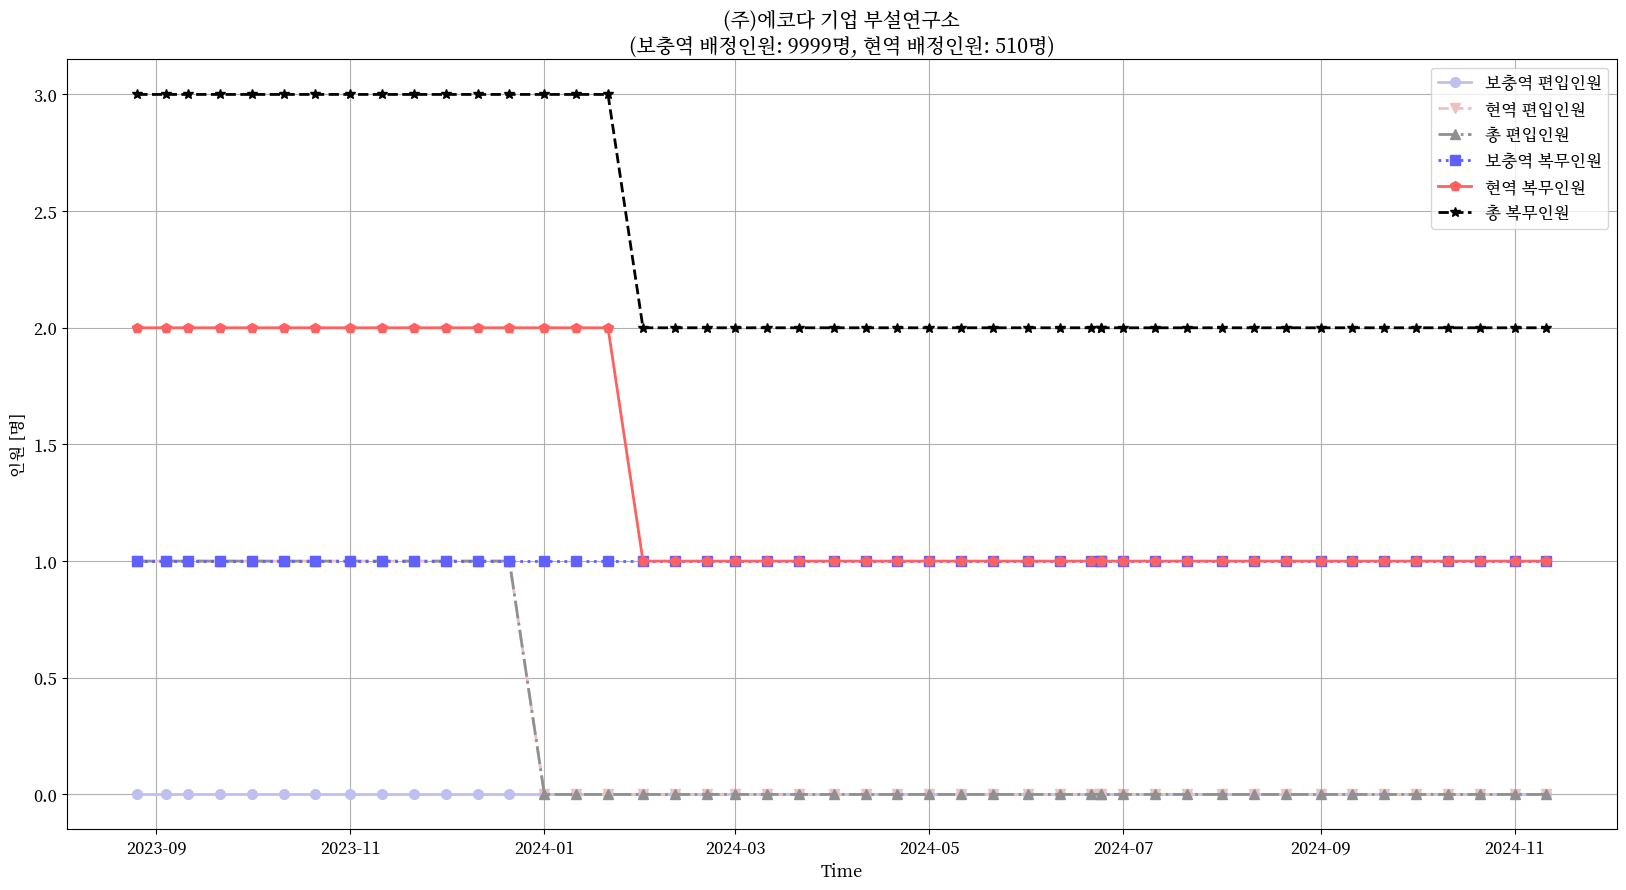 (주)에코다 기업 부설연구소
(보충역 배정인원: 9999명, 현역 배정인원: 510명)
보충역 편입인원
현역 편입인원
총 편입인원
보충역 복무인원
현역 복무인원
총 복무인원
3.0
2.5
2.0
1.5
1.0
0.5
0.0
인원 [명]
2023-09 2023-11 2024-01 2024-03 2024-05 2024-07 2024-09 2024-11
Time